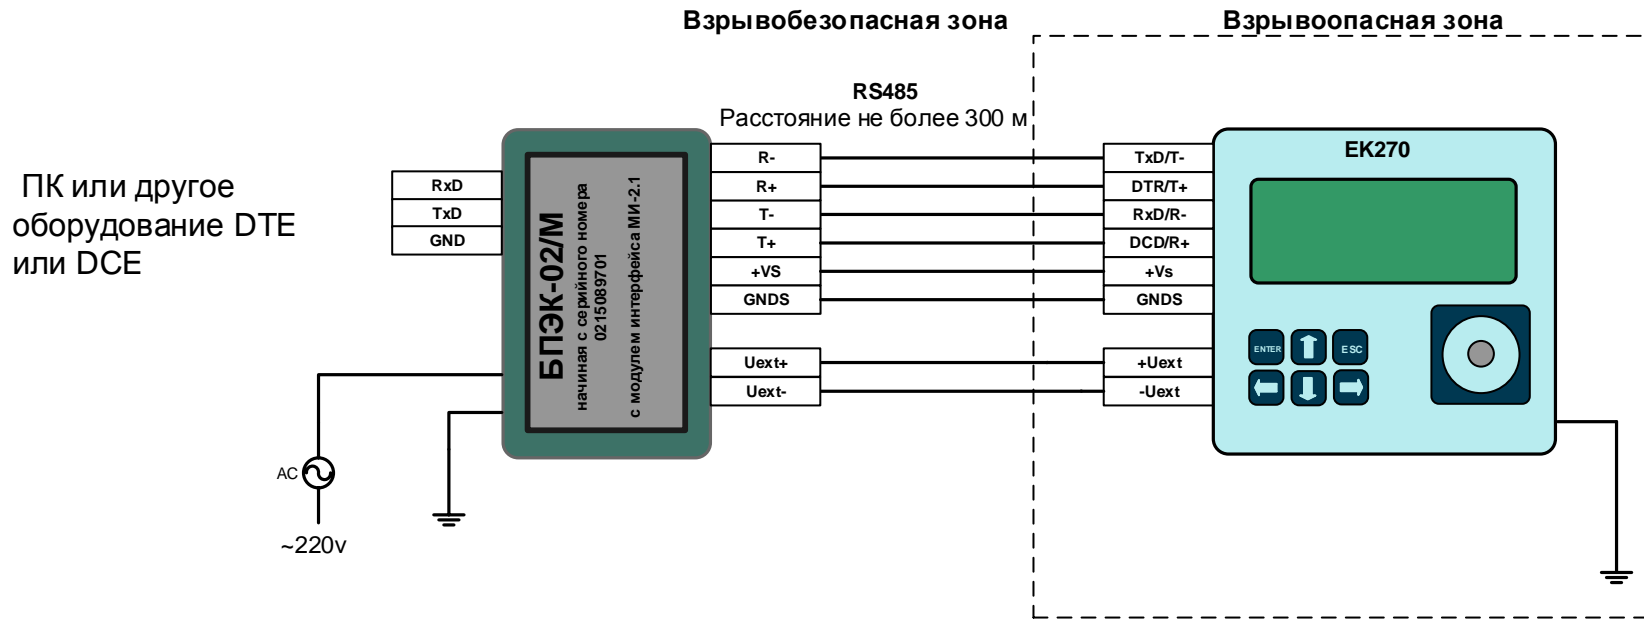 Взрывобезопасная зона
Взрывоопасная зона
RS485
Расстояние не более 300 м
ПК или другое
оборудование DTE
или DCE
RxD
TxD
GND
БПЭК-02/М
начиная с серийного номера
0215089701
с модулем интерфейса МИ-2.1
R-
R+
T-
T+
+VS
GNDS
Uext+
Uext-
TxD/T-
DTR/T+
RxD/R-
DCD/R+
+Vs
GNDS
+Uext
-Uext
EK270
ENTER
ESC
AC
~220v